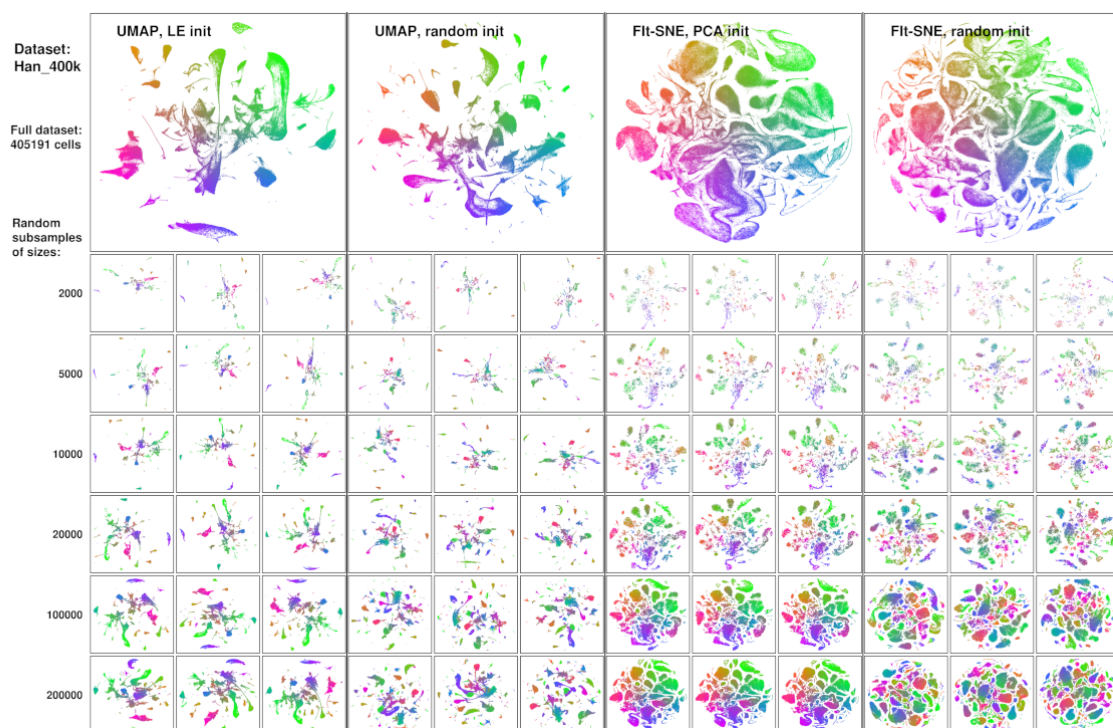 UMAP, LE init
UMAP, random init
FIt-SNE, PCA init
FIt-SNE, random init
Dataset:
Han_400k
Full dataset:
405191 cells
Random
subsamples
of sizes:
2000
5000
10000
20000
100000
200000